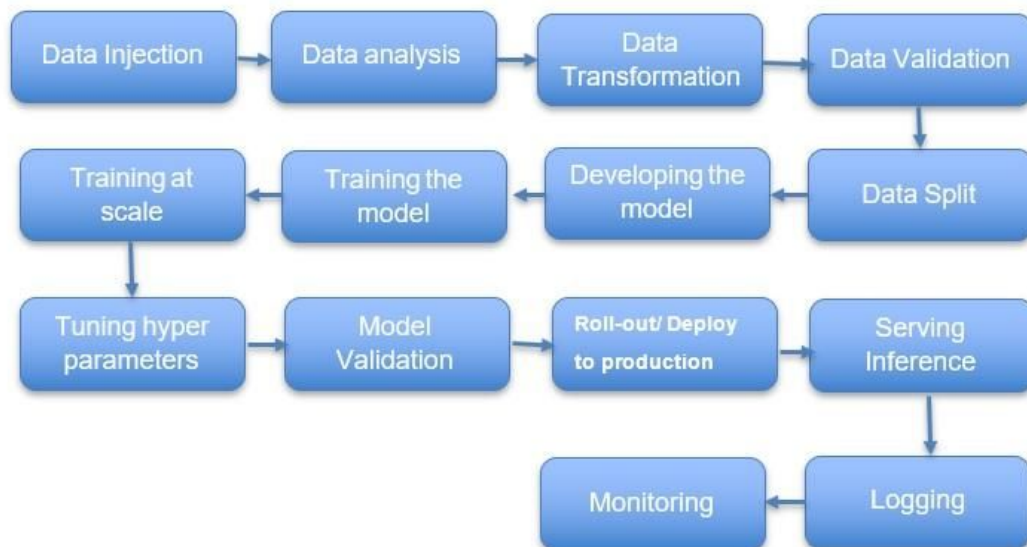 Data Injection
Data analysis
Data
Transformation
Data Validation
Data Split
Developing the
model
Training the
model
Training at
scale
Tuning hyper
parameters
Model
Validation
Roll-out/ Deploy
to production
Serving
Inference
Logging
Monitoring